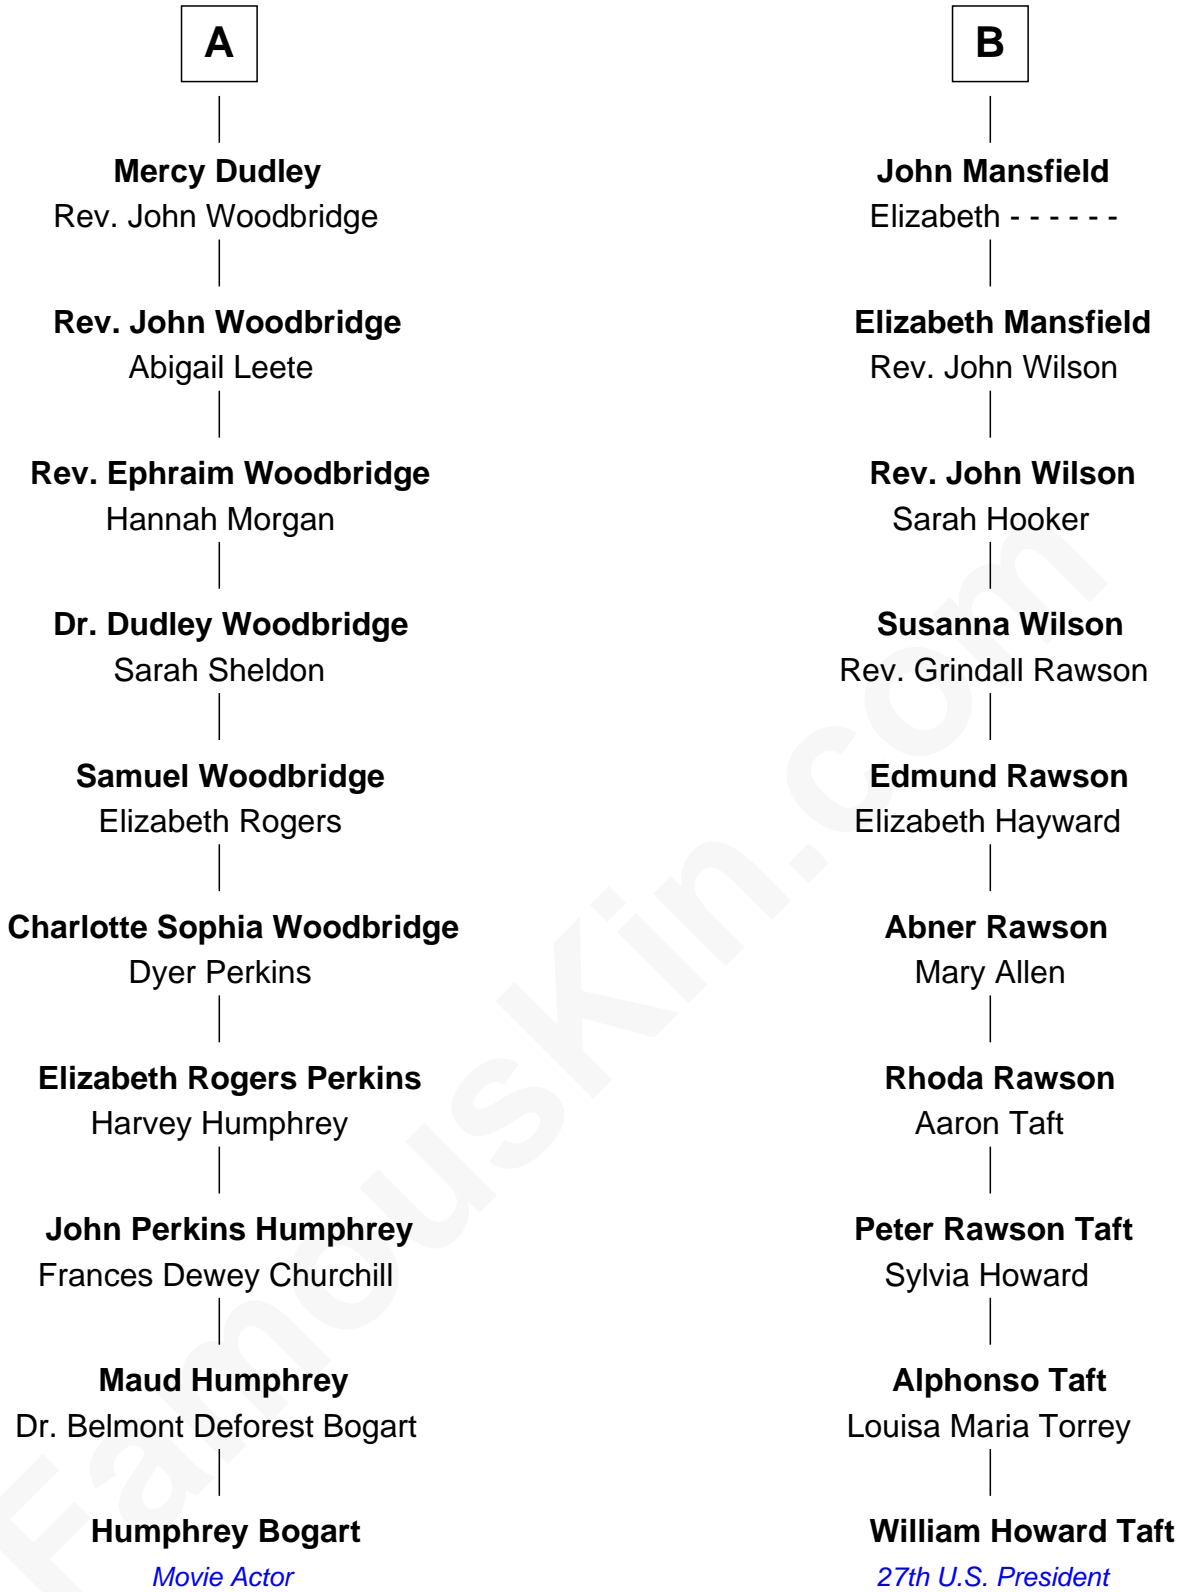 A
Mercy Dudley
Rev. John Woodbridge
Rev. John Woodbridge
Abigail Leete
Rev. Ephraim Woodbridge
Hannah Morgan
Dr. Dudley Woodbridge
Sarah Sheldon
Samuel Woodbridge
Elizabeth Rogers
Charlotte Sophia Woodbridge
Dyer Perkins
Elizabeth Rogers Perkins
Harvey Humphrey
John Perkins Humphrey
Frances Dewey Churchill
Maud Humphrey
Dr. Belmont Deforest Bogart
Humphrey Bogart
Movie Actor
B
John Mansfield
Elizabeth - - - - - -
Elizabeth Mansfield
Rev. John Wilson
Rev. John Wilson
Sarah Hooker
Susanna Wilson
Rev. Grindall Rawson
Edmund Rawson
Elizabeth Hayward
Abner Rawson
Mary Allen
Rhoda Rawson
Aaron Taft
Peter Rawson Taft
Sylvia Howard
Alphonso Taft
Louisa Maria Torrey
William Howard Taft
27th U.S. President
FamousKin.com